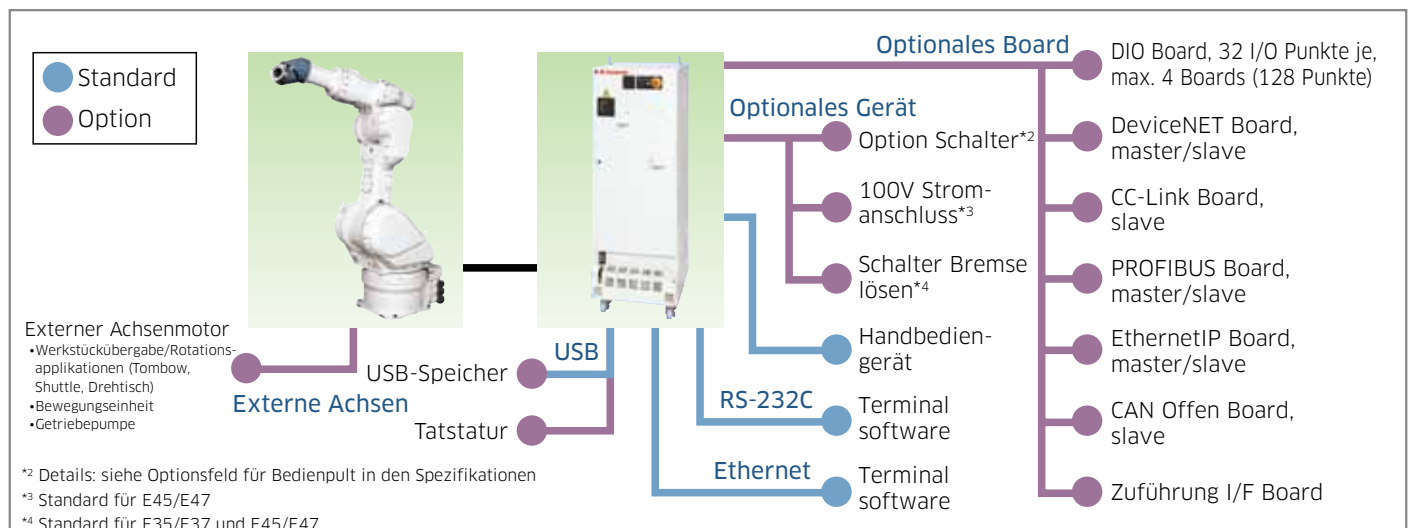 Standard
Option
Optionales Board
Optionales Gerät
Option Schalter*2
100V Strom-
anschluss*3
Schalter Bremse
lösen*4
Handbedien-
gerät
DIO Board, 32 I/O Punkte je,
max. 4 Boards (128 Punkte)
DeviceNET Board,
master/slave
CC-Link Board,
slave
PROFIBUS Board,
master/slave
EthernetIP Board,
master/slave
CAN Offen Board,
slave
Zuführung I/F Board
Externer Achsenmotor
•Werkstückübergabe/Rotations-
applikationen (Tombow,
Shuttle, Drehtisch)
•Bewegungseinheit
•Getriebepumpe
Externe Achsen
USB
USB-Speicher
Tatstatur
RS-232C
Terminal
software
Ethernet
Terminal
software
*2 Details: siehe Optionsfeld für Bedienpult in den Spezifikationen
*3 Standard für E45/E47
*4 Standard für E35/E37 und E45/E47